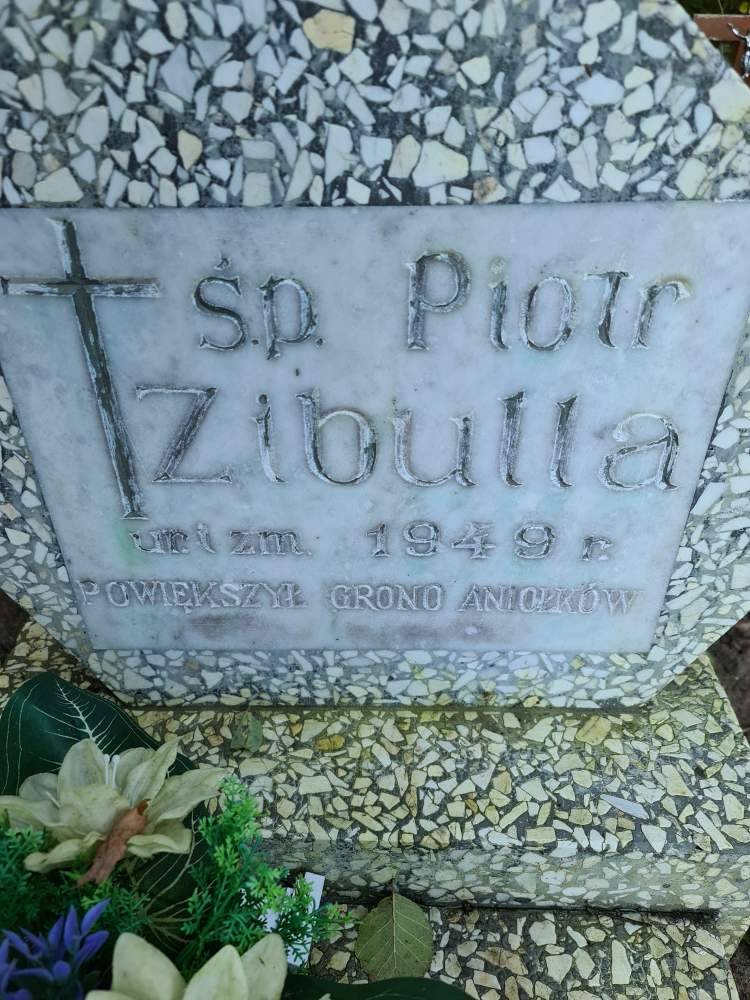 Ś.p. Piotr
Zibulla
ur. i zm. 1949 r.
POWIĘKSZYŁ GRONO ANIOŁKÓW